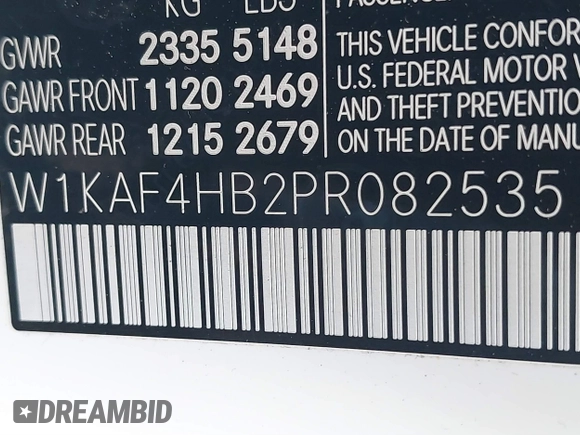 KG LBS
GVWR 2335 5148
GAWR FRONT 1120 2469
GAWR REAR 1215 2679
THIS VEHICLE CONFOR
U.S. FEDERAL MOTOR V
AND THEFT PREVENTIO
ON THE DATE OF MANU
W1KAF4HB2PR082535
DREAMBID